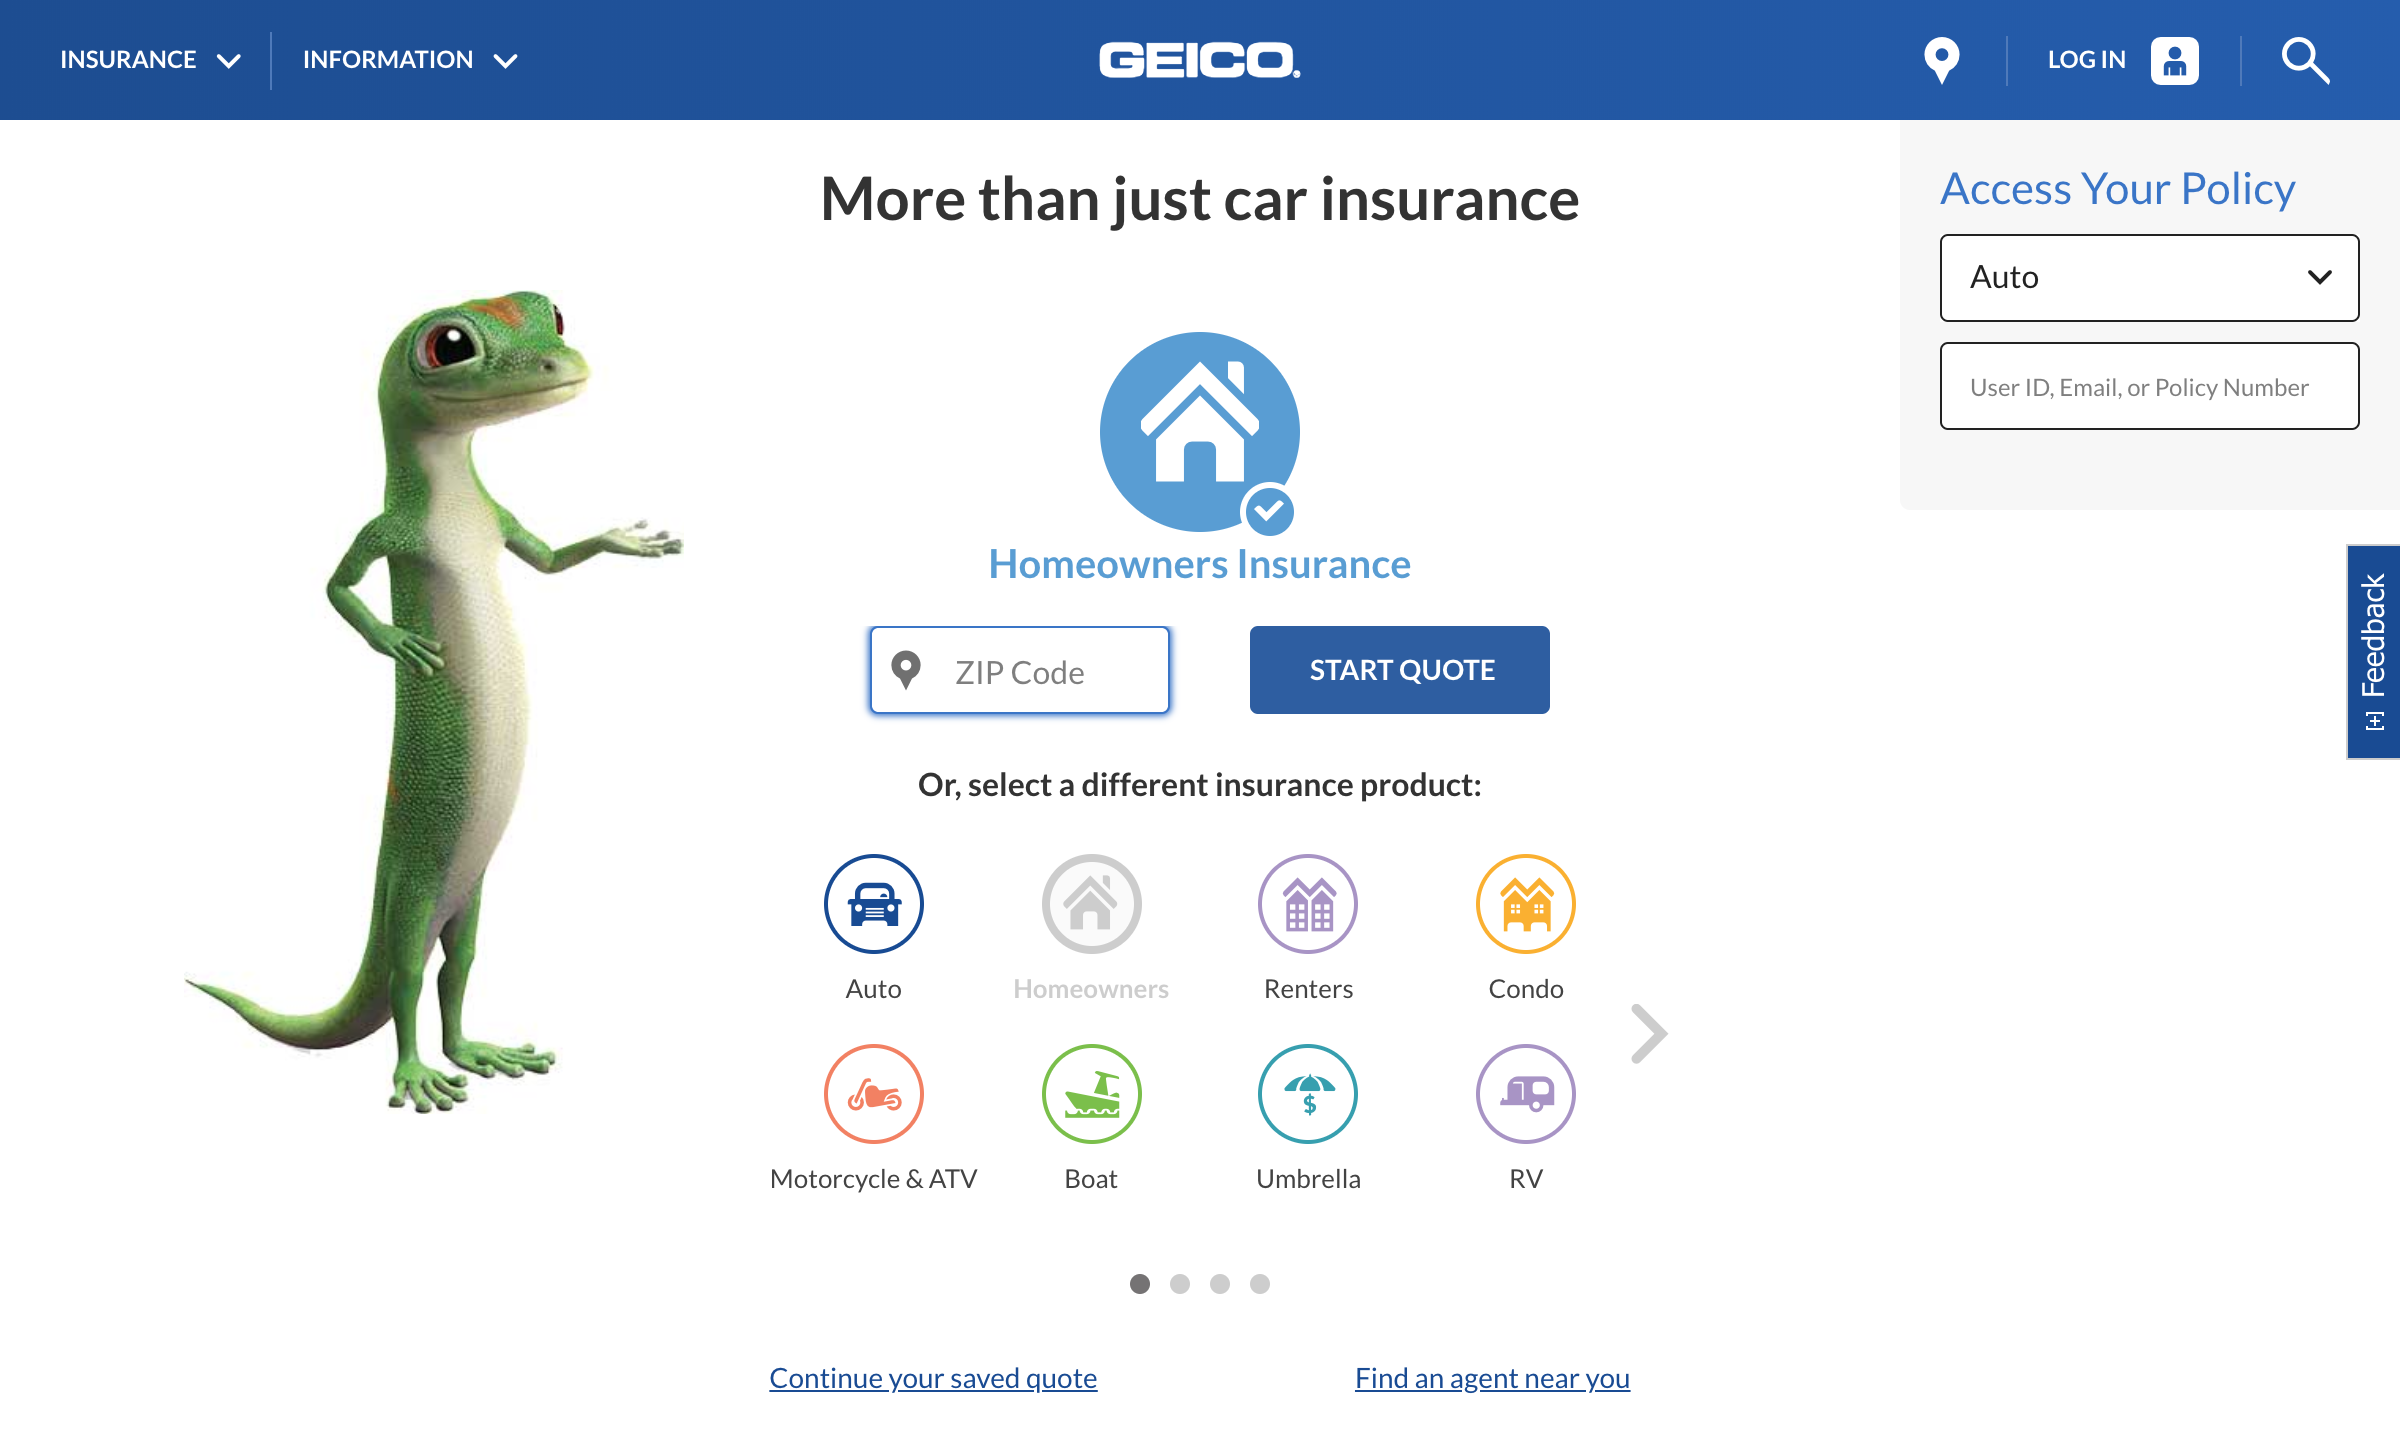 INSURANCE
INFORMATION
GEICO
LOG IN
More than just car insurance
Access Your Policy
Auto
User ID, Email, or Policy Number
Homeowners Insurance
ZIP Code
START QUOTE
[+] Feedback
Or, select a different insurance product:
Auto
Homeowners
Renters
Condo
Motorcycle & ATV
Boat
Umbrella
RV
Continue your saved quote
Find an agent near you